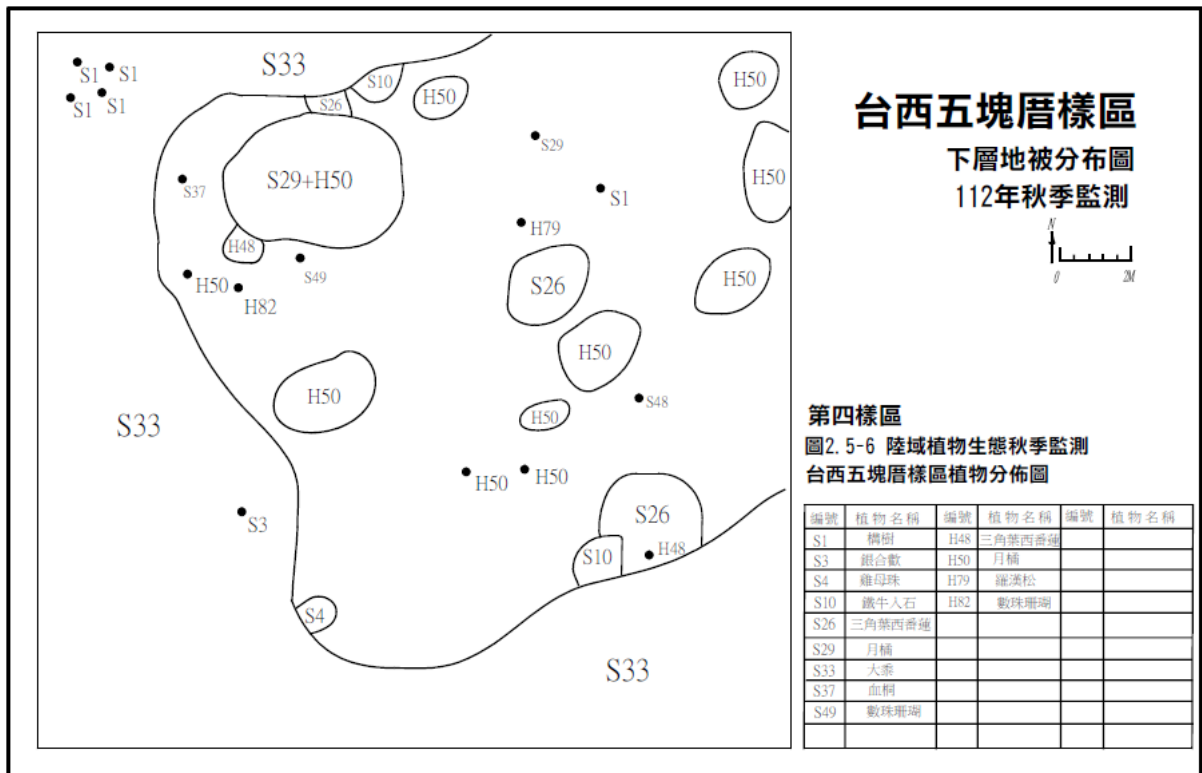 S33
S1
S1
S1
S1
S10
S26
H50
H50
S29
S29+H50
S37
H50
S1
H79
H48
S49
H50
H82
S26
H50
H50
H50
S48
H50
S33
H50
H50
S3
S26
S10
H48
S4
S33
台西五塊厝樣區
下層地被分布圖
112年秋季監測
N
0 2M
第四樣區
圖2.5-6 陸域植物生態秋季監測
台西五塊厝樣區植物分佈圖
編號 植物名稱 編號 植物名稱 編號 植物名稱
S1 構樹 H48 三角葉西番蓮
S3 銀合歡 H50 月橘
S4 雞母珠 H79 羅漢松
S10 鐵牛入石 H82 數珠珊瑚
S26 三角葉西番蓮
S29 月橘
S33 大黍
S37 血桐
S49 數珠珊瑚